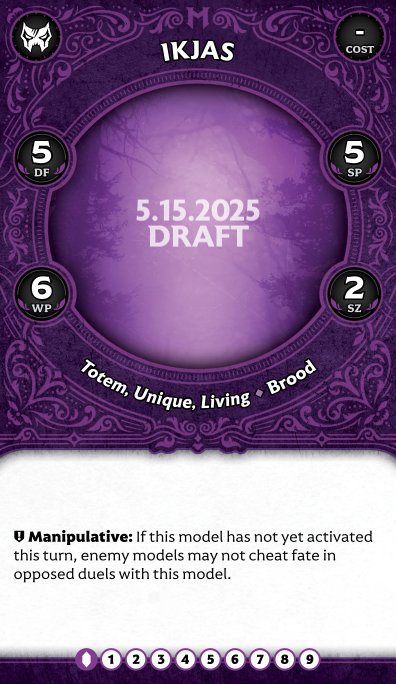 IKJAS
-
COST
5
DF
5
SP
5.15.2025
DRAFT
6
WP
2
SZ
Totem, Unique, Living ◆ Brood
Manipulative: If this model has not yet activated
this turn, enemy models may not cheat fate in
opposed duels with this model.
1 2 3 4 5 6 7 8 9